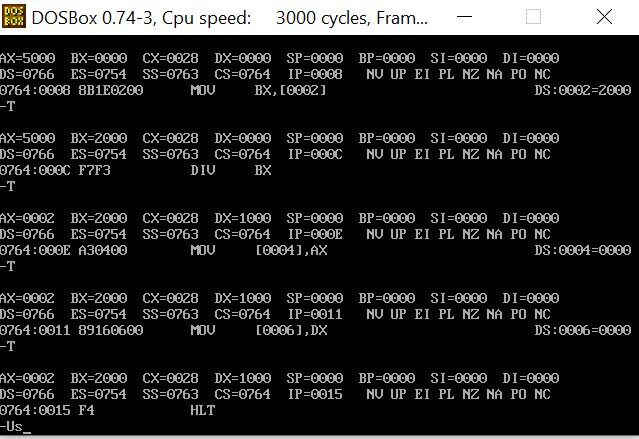 DOSBox 0.74-3, Cpu speed: 3000 cycles, Fram...
AX=5000 BX=0000 CX=0028 DX=0000 SP=0000 BP=0000 SI=0000 DI=0000
DS=0766 ES=0754 SS=0763 CS=0764 IP=0008 NV UP EI PL NZ NA PO NC
0764:0008 8B1E0200 MOV BX,[0002] DS:0002=2000
-T
AX=5000 BX=2000 CX=0028 DX=0000 SP=0000 BP=0000 SI=0000 DI=0000
DS=0766 ES=0754 SS=0763 CS=0764 IP=000C NV UP EI PL NZ NA PO NC
0764:000C F7F3 DIV BX
-T
AX=0002 BX=2000 CX=0028 DX=1000 SP=0000 BP=0000 SI=0000 DI=0000
DS=0766 ES=0754 SS=0763 CS=0764 IP=000E NV UP EI PL NZ NA PO NC
0764:000E A30400 MOV [0004],AX DS:0004=0000
-T
AX=0002 BX=2000 CX=0028 DX=1000 SP=0000 BP=0000 SI=0000 DI=0000
DS=0766 ES=0754 SS=0763 CS=0764 IP=0011 NV UP EI PL NZ NA PO NC
0764:0011 89160600 MOV [0006],DX DS:0006=0000
-T
AX=0002 BX=2000 CX=0028 DX=1000 SP=0000 BP=0000 SI=0000 DI=0000
DS=0766 ES=0754 SS=0763 CS=0764 IP=0015 NV UP EI PL NZ NA PO NC
0764:0015 F4 HLT
-Us_